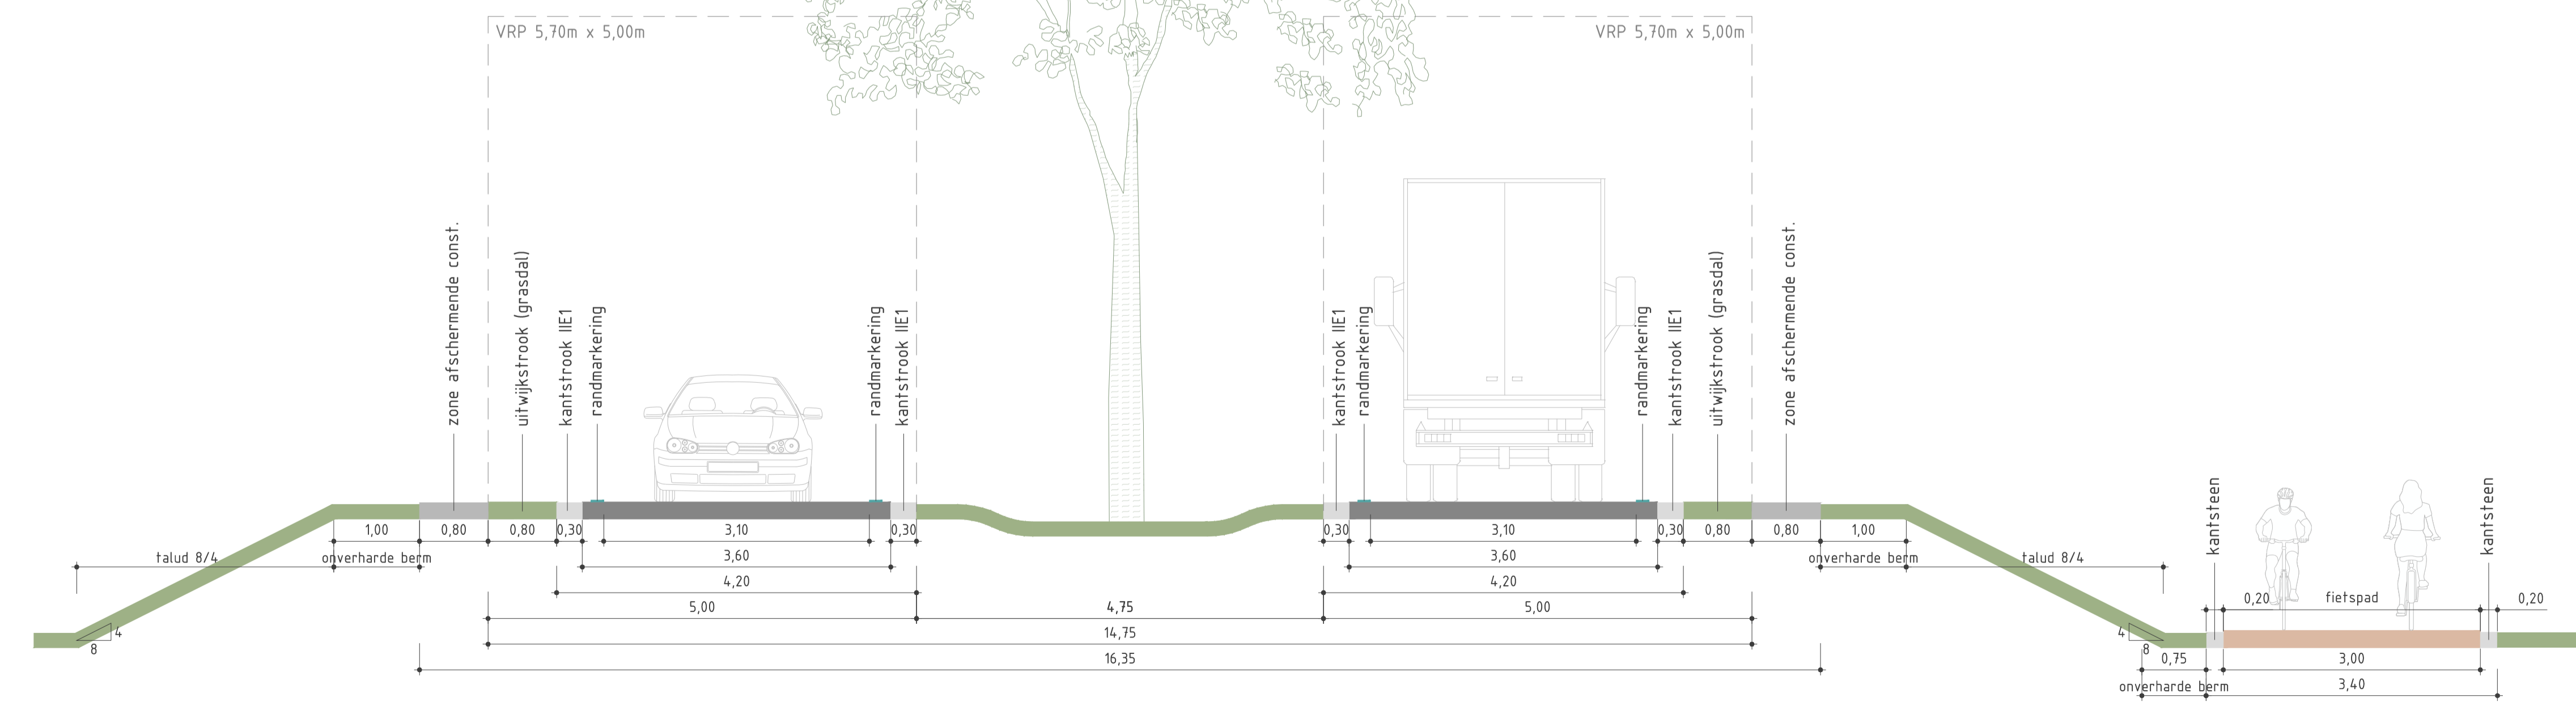 VRP 5,70m x 5,00m
VRP 5,70m x 5,00m
zone afschermende const.
uitwijkstrook (grasdal)
kantstrook IIE1
randmarkering
randmarkering
kantstrook IIE1
kantstrook IIE1
randmarkering
randmarkering
kantstrook IIE1
uitwijkstrook (grasdal)
zone afschermende const.
kantsteen
kantsteen
1,00 0,80 0,80 0,30 3,10 0,30 0,30 3,10 0,30 0,80 0,80 1,00
talud 8/4 onverharde berm 3,60 3,60 onverharde berm talud 8/4
4,20 4,20
0,20 fietspad 0,20
5,00 4,75 5,00
4 14,75 4
8 8
16,35 0,75 3,00
onverharde berm 3,40